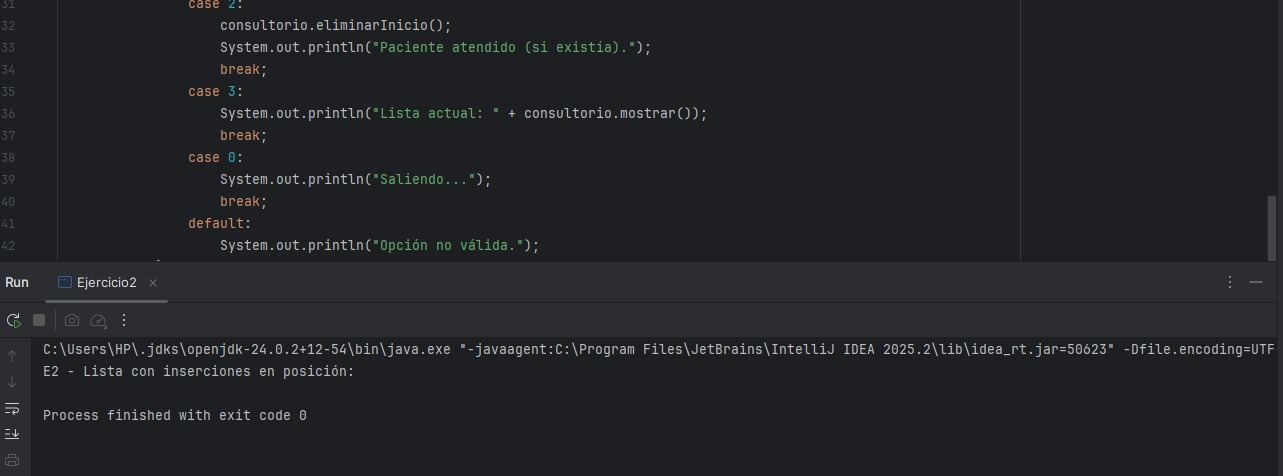 31 case 2:
32 consultorio.eliminarInicio();
33 System.out.println("Paciente atendido (si existía).");
34 break;
35 case 3:
36 System.out.println("Lista actual: " + consultorio.mostrar());
37 break;
38 case 0:
39 System.out.println("Saliendo...");
40 break;
41 default:
42 System.out.println("Opción no válida.");
Run Ejercicio2
C:\Users\HP\.jdks\openjdk-24.0.2+12-54\bin\java.exe "-javaagent:C:\Program Files\JetBrains\IntelliJ IDEA 2025.2\lib\idea_rt.jar=50623" -Dfile.encoding=UTF
E2 - Lista con inserciones en posición:
Process finished with exit code 0